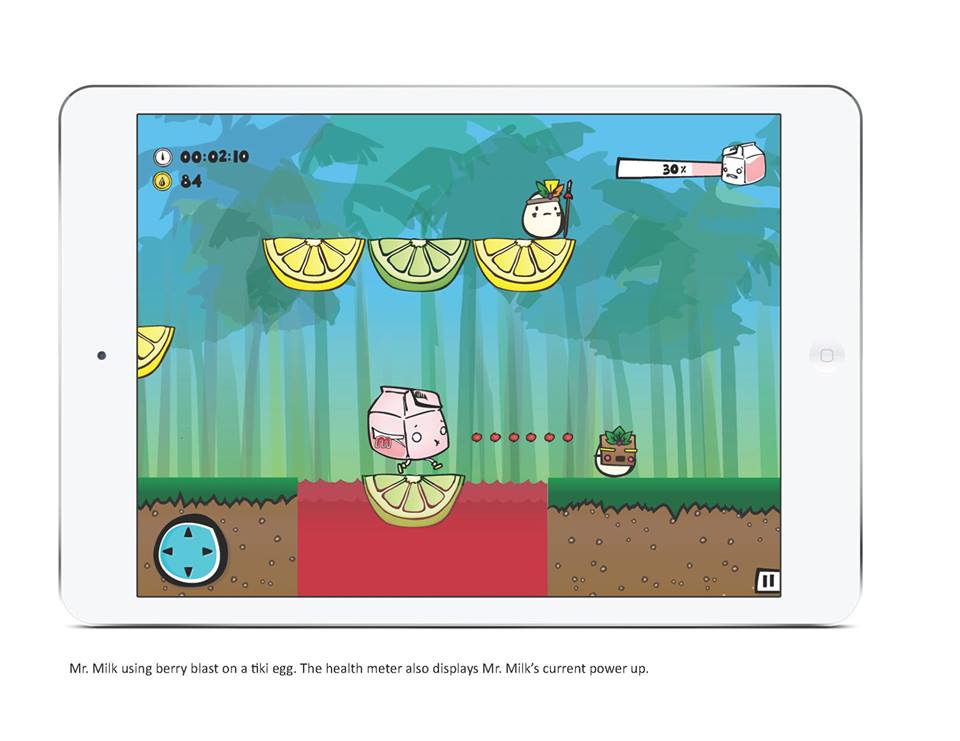 00:02:10
84
30%
m
Mr. Milk using berry blast on a tiki egg. The health meter also displays Mr. Milk's current power up.